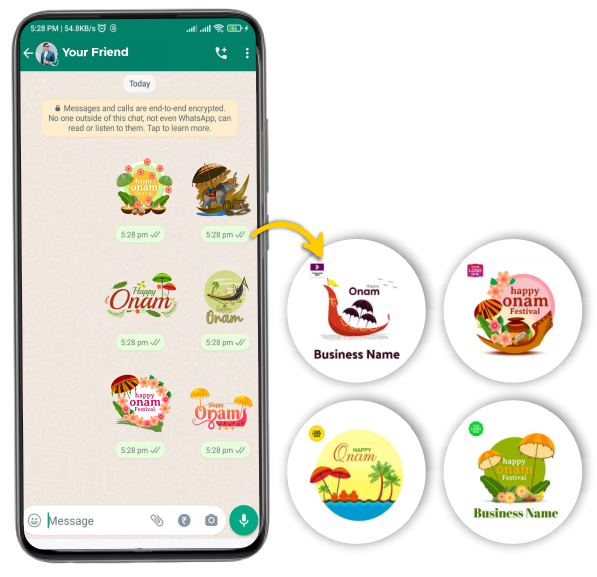 5:28 PM | 54.8KB/s
Your Friend
Today
Messages and calls are end-to-end encrypted.
No one outside of this chat, not even WhatsApp, can
read or listen to them. Tap to learn more.
happy
onam
Festival
Happy
Onam
5:28 pm
5:28 pm
Happy
Onam
Onam
5:28 pm
5:28 pm
happy
onam
Festival
Happy
Onam
5:28 pm
5:28 pm
Message
Happy
Onam
Business Name
YOUR
LOGO
HERE
happy
onam
Festival
HAPPY
Onam
happy
onam
Festival
Business Name